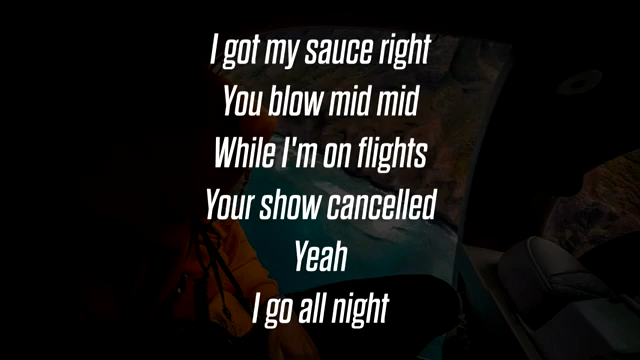 I got my sauce right
You blow mid mid
While I'm on flights
Your show cancelled
Yeah
I go all night